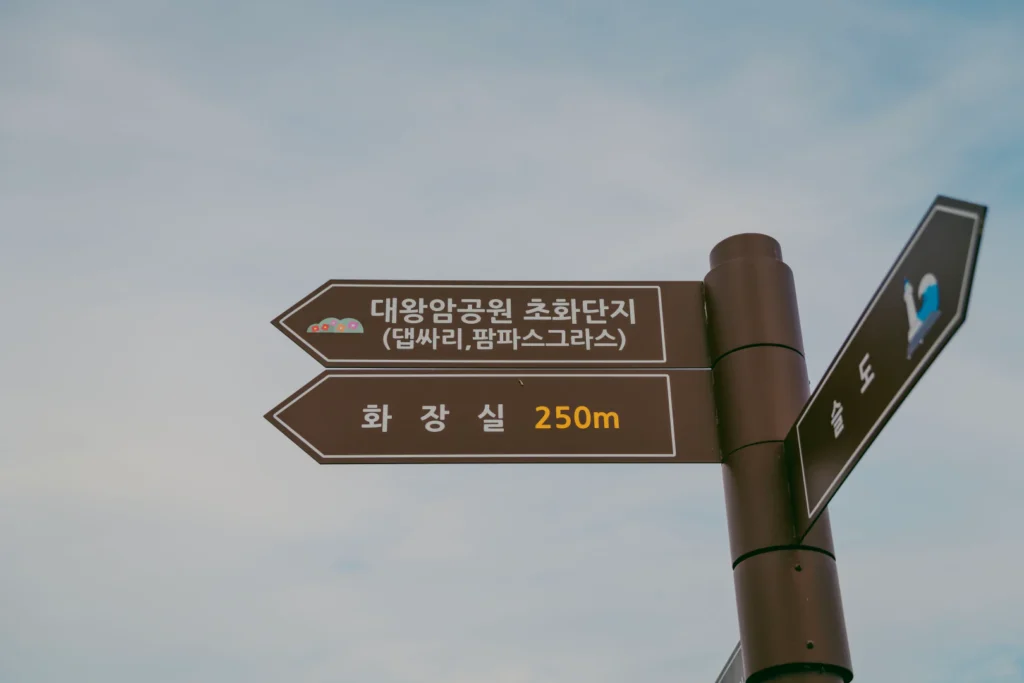 대왕암공원 초화단지
(댑싸리,팜파스그라스)
화 장 실 250m
슬 도